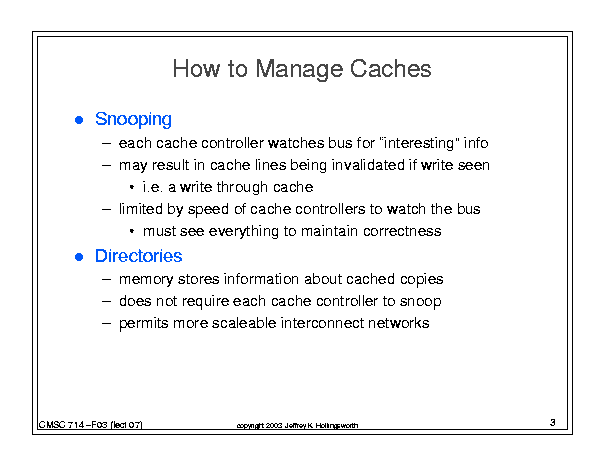 How to Manage Caches
● Snooping
– each cache controller watches bus for "interesting" info
– may result in cache lines being invalidated if write seen
• i.e. a write through cache
– limited by speed of cache controllers to watch the bus
• must see everything to maintain correctness
● Directories
– memory stores information about cached copies
– does not require each cache controller to snoop
– permits more scaleable interconnect networks
CMSC 714 –F03 (lect 07)
copyright 2003 Jeffrey K. Hollingsworth
3